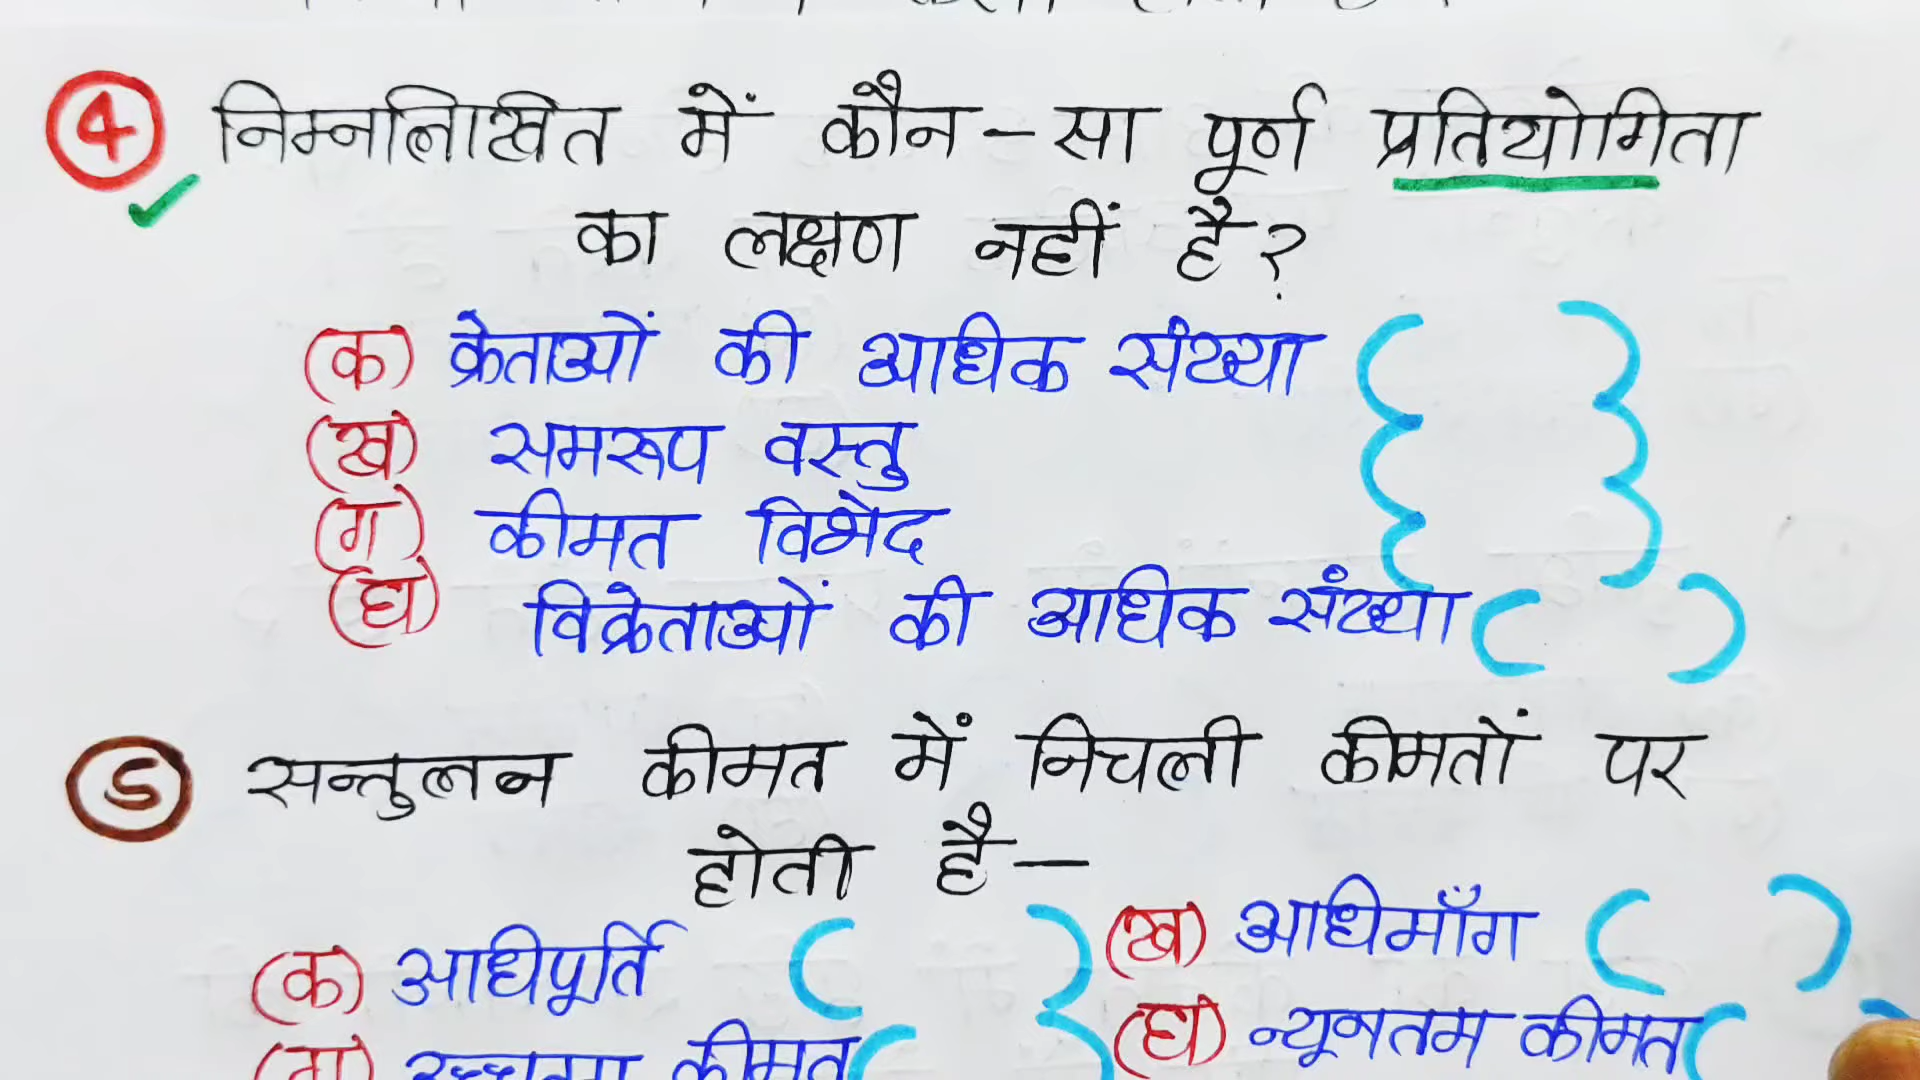 ④ निम्नलिखित में कौन-सा पूर्ण प्रतियोगिता
का लक्षण नहीं है?
(क) क्रेताओं की अधिक संख्या
(ख) समरूप वस्तु
(ग) कीमत विभेद
(घ) विक्रेताओं की अधिक संख्या ( )
⑤ सन्तुलन कीमत में निचली कीमतों पर
होती है—
(क) अधिपूर्ति ( ) (ख) अधिमाँग ( )
(ग) कीमत (घ) न्यूनतम कीमत (